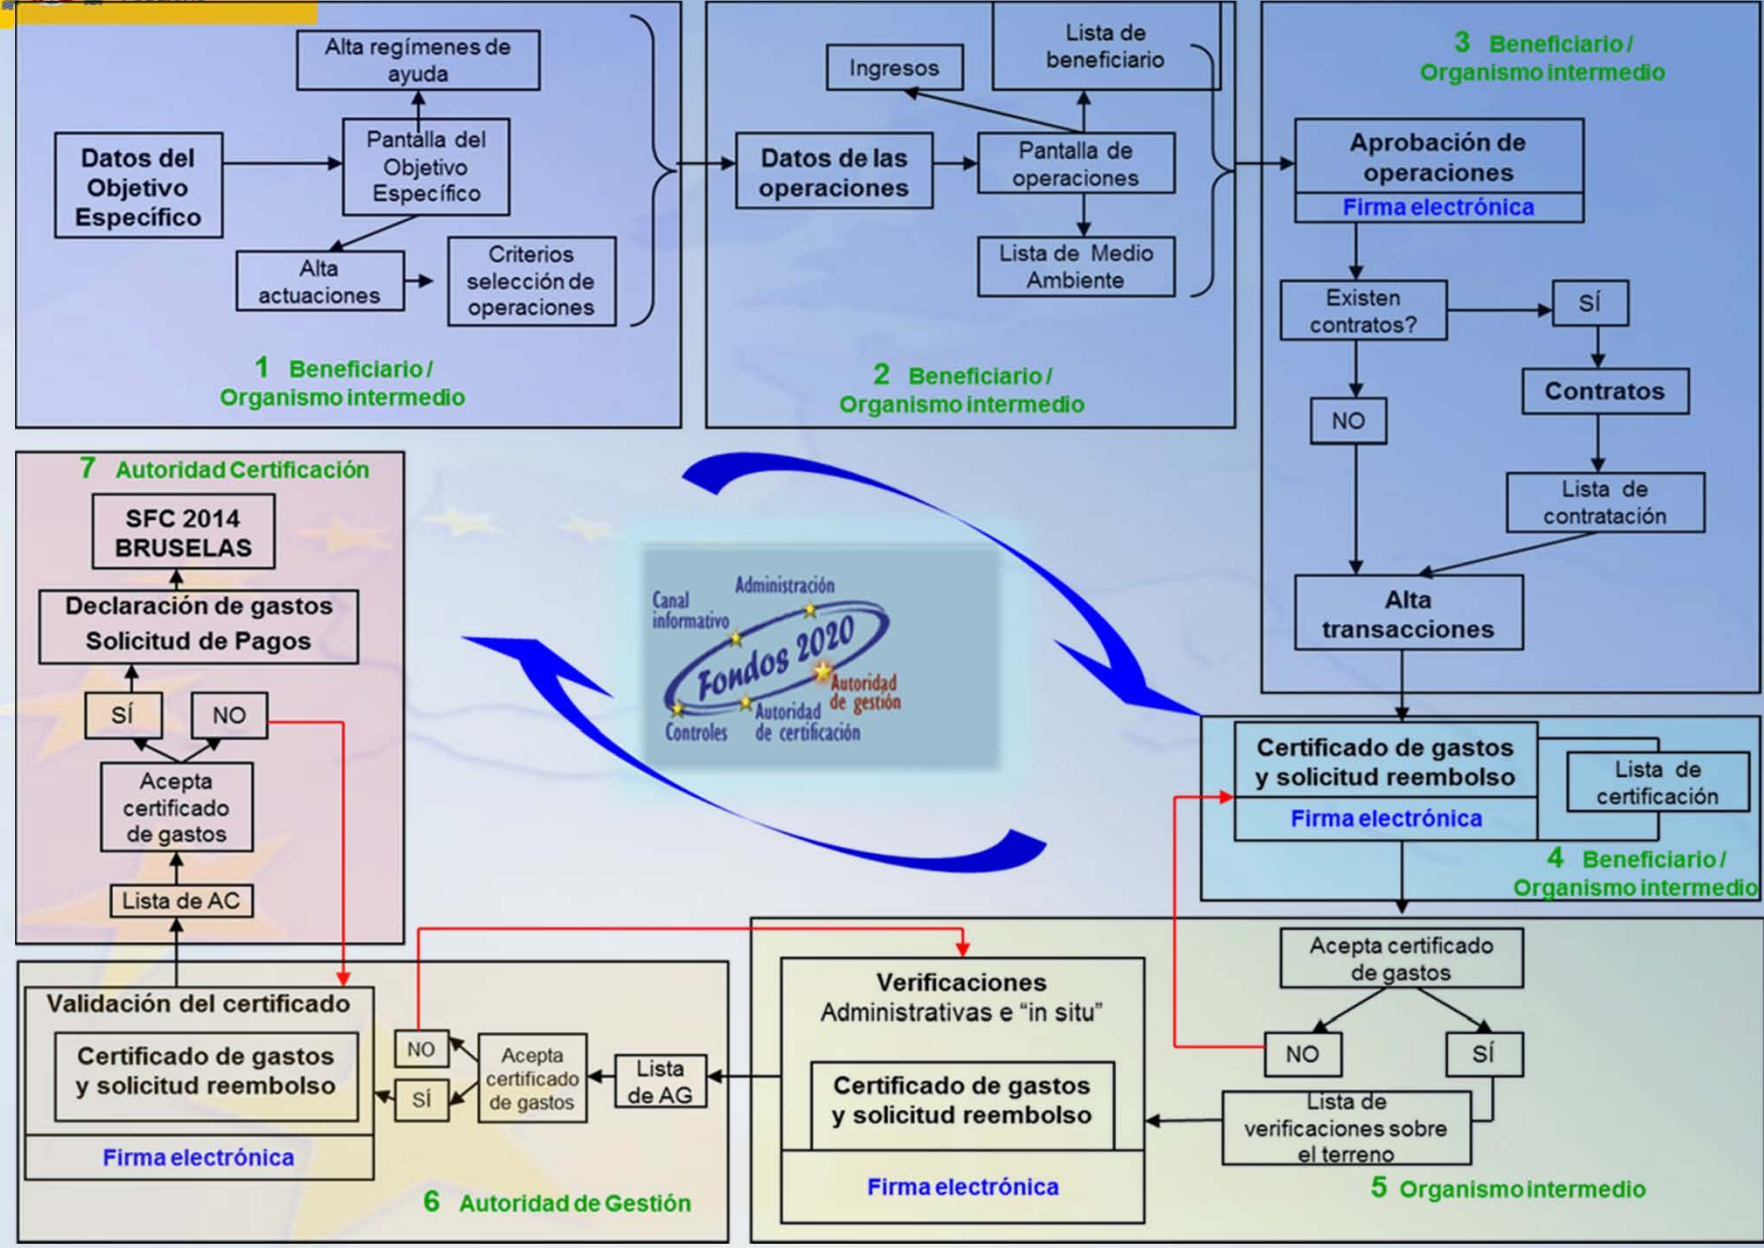 Alta regímenes de
ayuda
Datos del
Objetivo
Específico
Pantalla del
Objetivo
Específico
Alta
actuaciones
Criterios
selección de
operaciones
1 Beneficiario /
Organismo intermedio
Ingresos
Lista de
beneficiario
Datos de las
operaciones
Pantalla de
operaciones
Lista de Medio
Ambiente
2 Beneficiario /
Organismo intermedio
3 Beneficiario /
Organismo intermedio
Aprobación de
operaciones
Firma electrónica
Existen
contratos?
SÍ
NO
Contratos
Lista de
contratación
Alta
transacciones
Certificado de gastos
y solicitud reembolso
Firma electrónica
Lista de
certificación
4 Beneficiario /
Organismo intermedio
Acepta certificado
de gastos
NO
SÍ
Lista de
verificaciones sobre
el terreno
5 Organismo intermedio
Verificaciones
Administrativas e “in situ”
Certificado de gastos
y solicitud reembolso
Firma electrónica
Lista
de AG
Acepta
certificado
de gastos
NO
SÍ
Validación del certificado
Certificado de gastos
y solicitud reembolso
Firma electrónica
6 Autoridad de Gestión
7 Autoridad Certificación
SFC 2014
BRUSELAS
Declaración de gastos
Solicitud de Pagos
SÍ
NO
Acepta
certificado
de gastos
Lista de AC
Administración
Canal
informativo
Fondos 2020
Autoridad
de gestión
Autoridad
de certificación
Controles